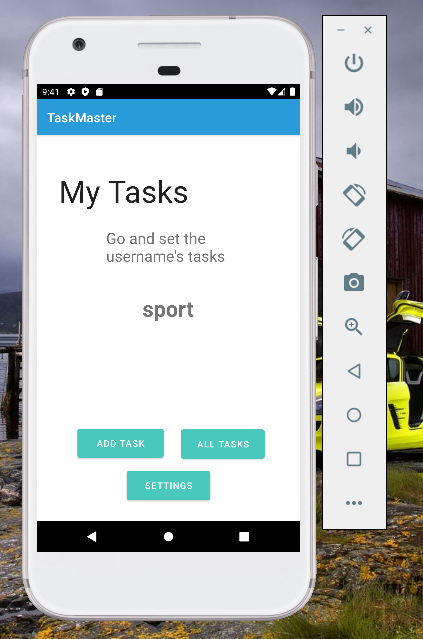 9:41
TaskMaster
My Tasks
Go and set the
username's tasks
sport
ADD TASK
ALL TASKS
SETTINGS